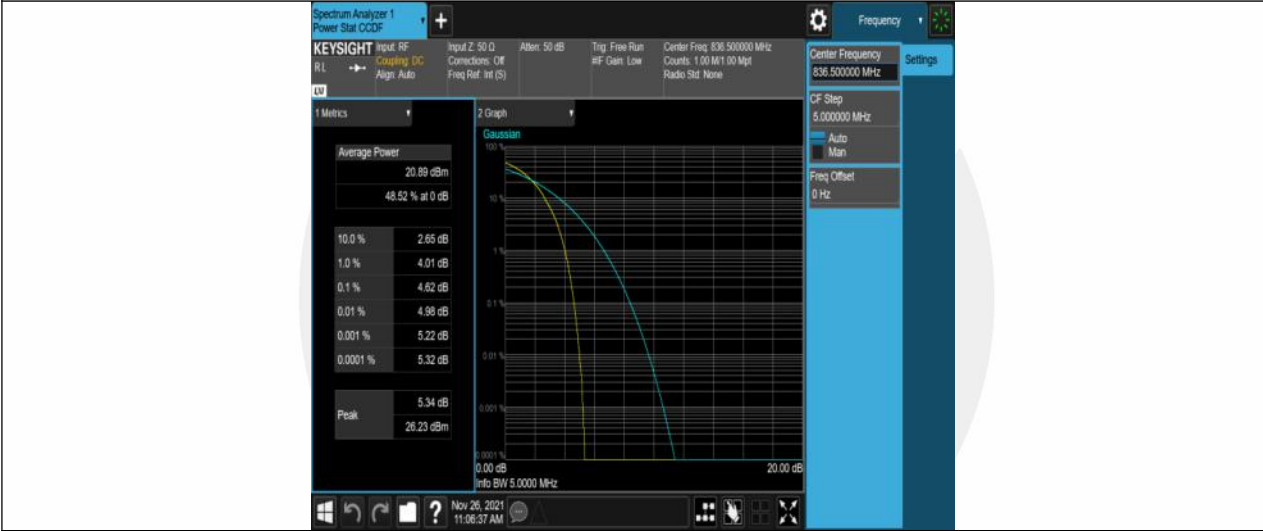 Spectrum Analyzer 1
Power Stat CCDF
+
Frequency
KEYSIGHT
Input: RF
Coupling: DC
Align: Auto
Input Z: 50 Ω
Corrections: Off
Freq Ref: Int (S)
Atten: 50 dB
Trig: Free Run
#IF Gain: Low
Center Freq: 836.500000 MHz
Counts: 1.00 M/1.00 Mpt
Radio Std: None
RL
LV
Center Frequency
836.500000 MHz
Settings
CF Step
5.000000 MHz
Auto
Man
Freq Offset
0 Hz
1 Metrics
Average Power
20.89 dBm
48.52 % at 0 dB
10.0 % 2.65 dB
1.0 % 4.01 dB
0.1 % 4.62 dB
0.01 % 4.98 dB
0.001 % 5.22 dB
0.0001 % 5.32 dB
Peak
5.34 dB
26.23 dBm
2 Graph
Gaussian
100 %
10 %
1 %
0.1 %
0.01 %
0.001 %
0.0001 %
0.00 dB
20.00 dB
Info BW 5.0000 MHz
?
Nov 26, 2021
11:06:37 AM